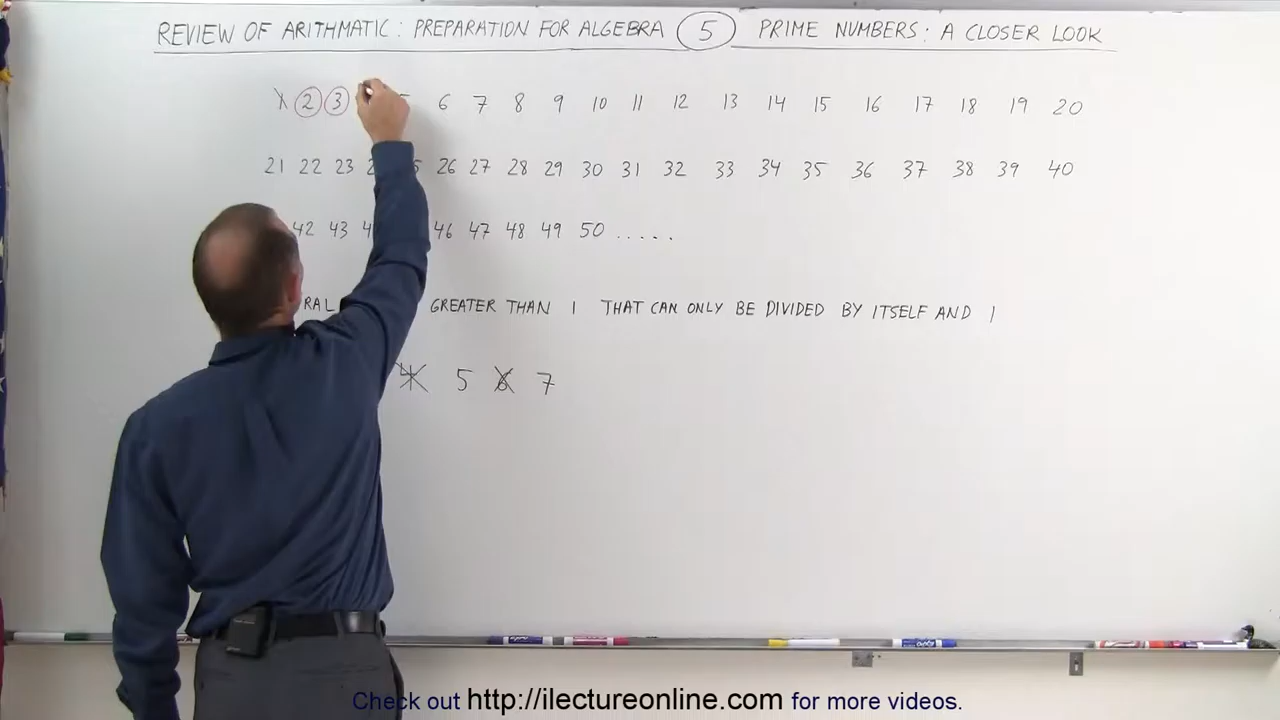 REVIEW OF ARITHMATIC: PREPARATION FOR ALGEBRA 5 PRIME NUMBERS: A CLOSER LOOK
2 3 6 7 8 9 10 11 12 13 14 15 16 17 18 19 20
21 22 23 26 27 28 29 30 31 32 33 34 35 36 37 38 39 40
42 43 46 47 48 49 50 .....
GREATER THAN 1 THAT CAN ONLY BE DIVIDED BY ITSELF AND 1
4 5 6 7
Check out http://ilectureonline.com for more videos.